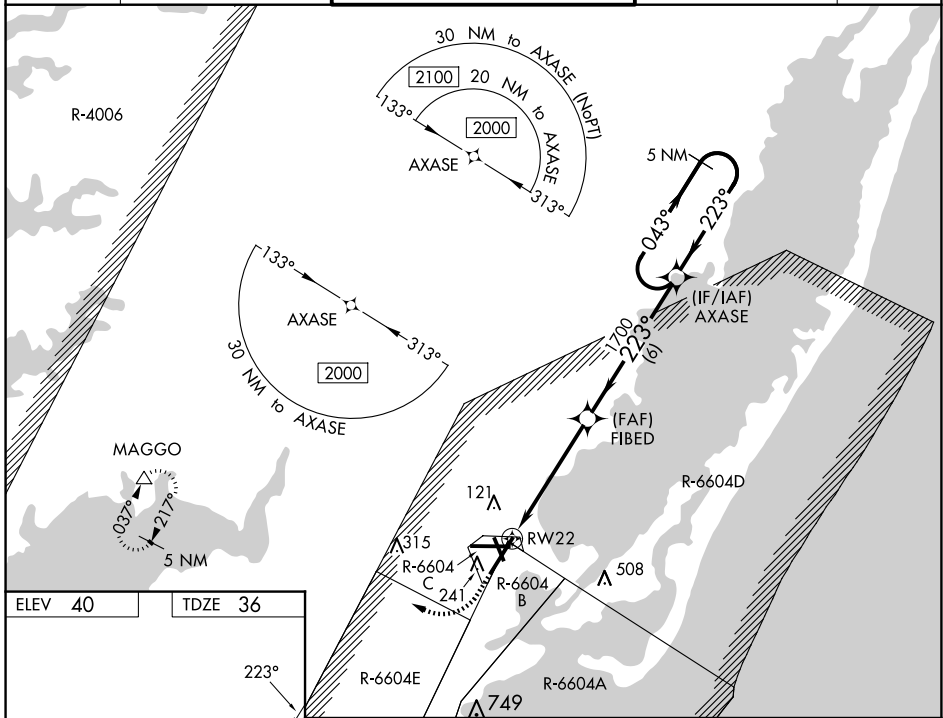 30 NM to AXASE (NoPT)
2100
20 NM to AXASE
2000
133°
AXASE
313°
R-4006
5 NM
043°
223°
(IF/IAF)
AXASE
1700
223°
(6)
(FAF)
FIBED
133°
AXASE
313°
2000
30 NM to AXASE
MAGGO
037°
217°
5 NM
R-6604D
121
RW22
315
R-6604
C
241
R-6604
B
508
ELEV 40
TDZE 36
223°
R-6604E
R-6604A
749